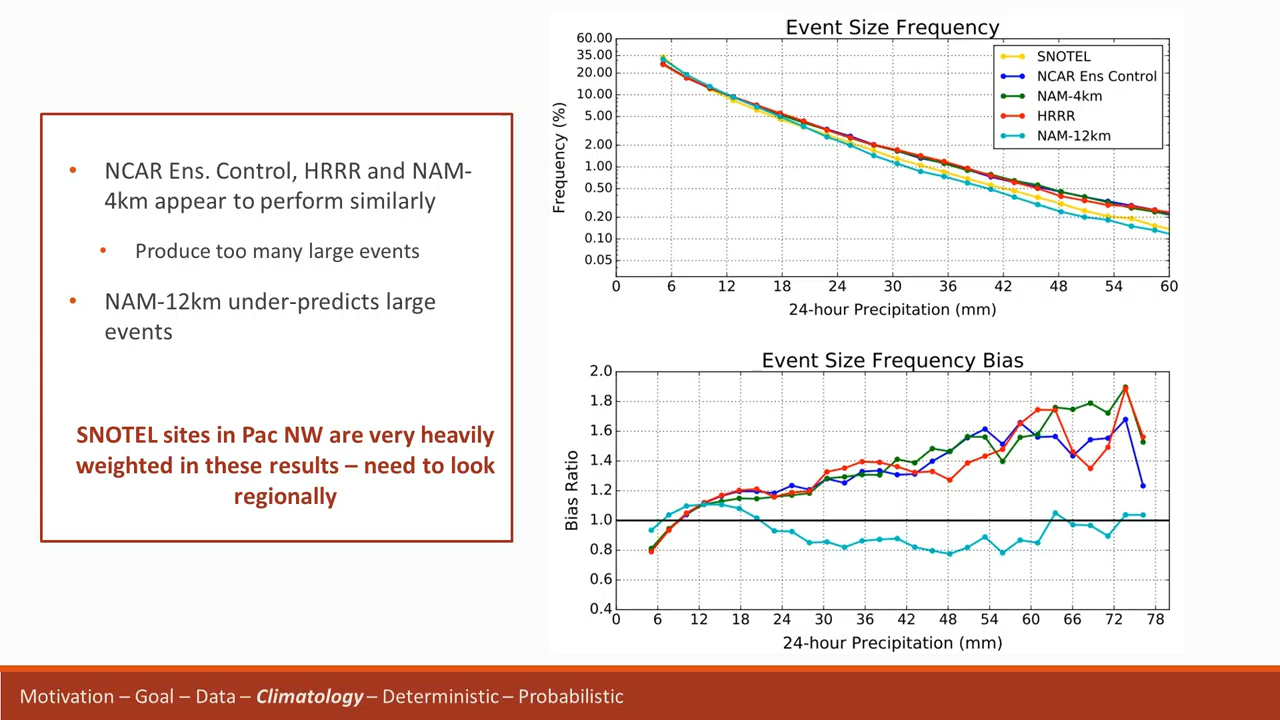 • NCAR Ens. Control, HRRR and NAM-
4km appear to perform similarly
• Produce too many large events
• NAM-12km under-predicts large
events
SNOTEL sites in Pac NW are very heavily
weighted in these results – need to look
regionally
Event Size Frequency
60.00
35.00
20.00
10.00
5.00
2.00
1.00
0.50
0.20
0.10
0.05
Frequency (%)
SNOTEL
NCAR Ens Control
NAM-4km
HRRR
NAM-12km
0 6 12 18 24 30 36 42 48 54 60
24-hour Precipitation (mm)
Event Size Frequency Bias
2.0
1.8
1.6
1.4
1.2
1.0
0.8
0.6
0.4
Bias Ratio
0 6 12 18 24 30 36 42 48 54 60 66 72 78
24-hour Precipitation (mm)
Motivation – Goal – Data – Climatology – Deterministic – Probabilistic